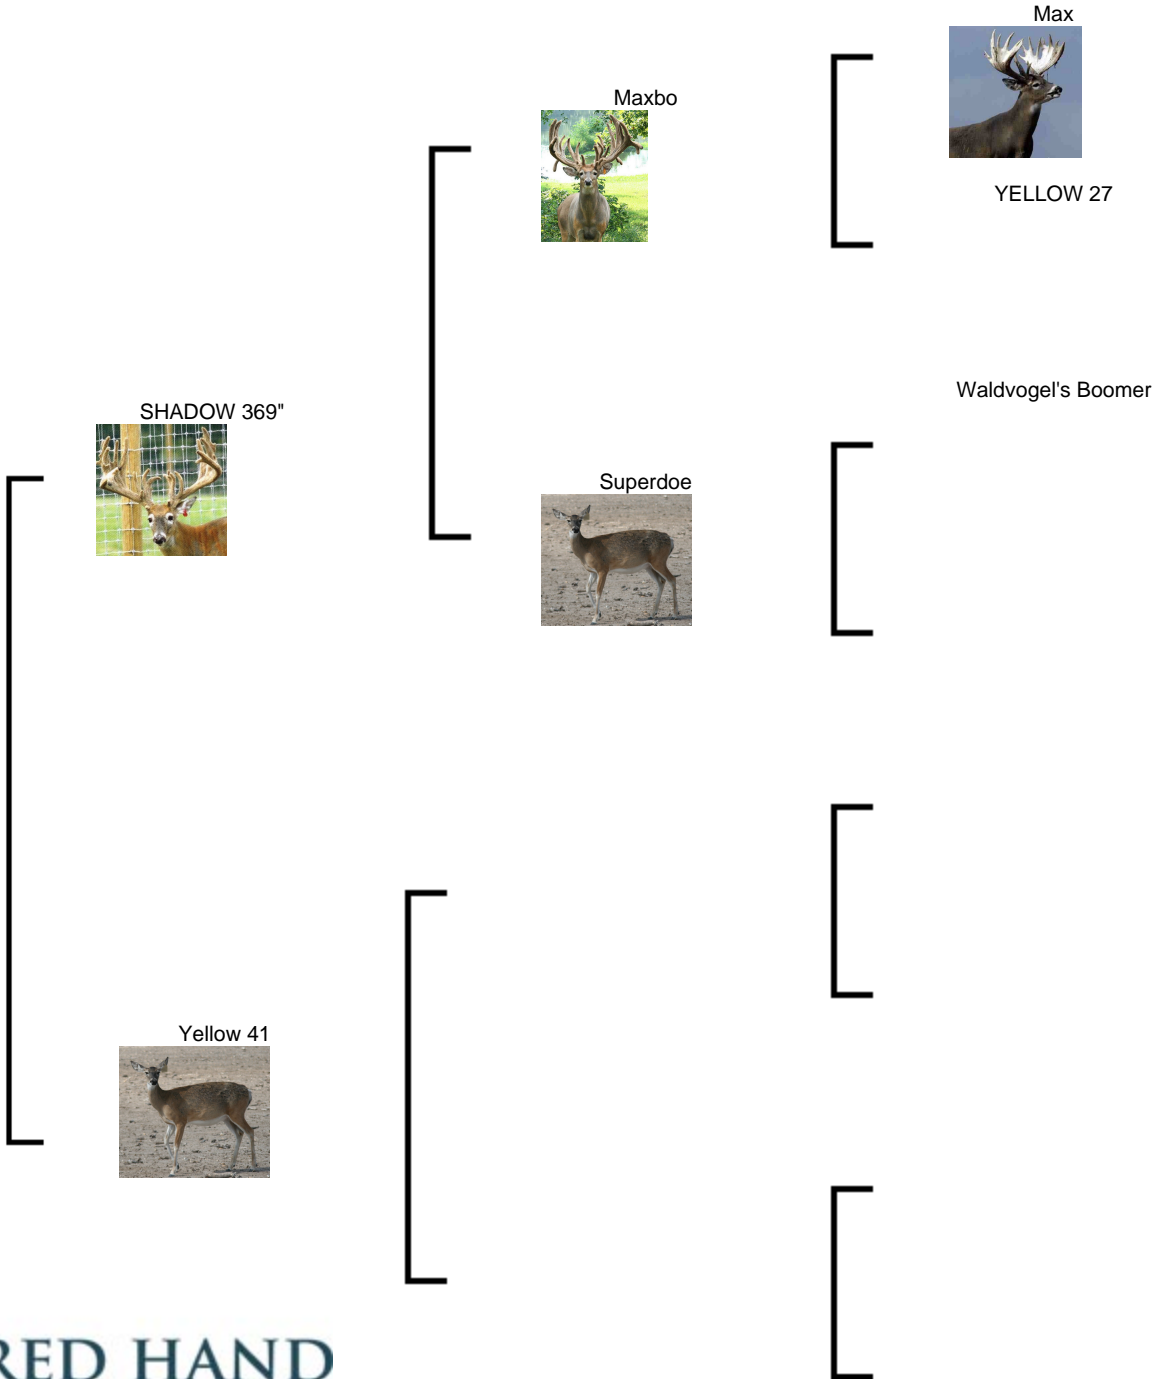 Max
Maxbo
YELLOW 27
Waldvogel's Boomer
SHADOW 369"
Superdoe
Yellow 41
RED HAND